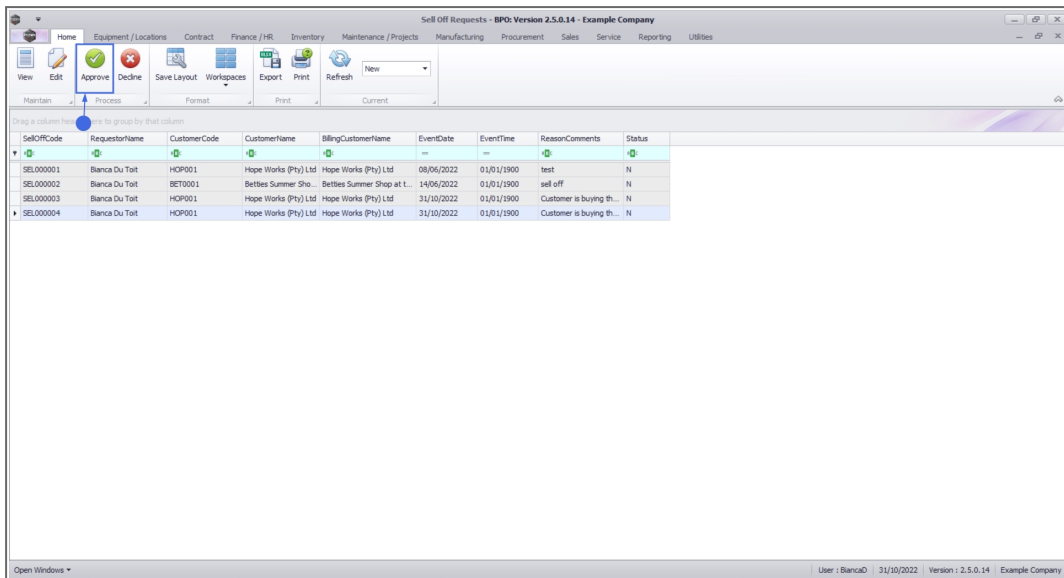 Sell Off Requests - BPO: Version 2.5.0.14 - Example Company
Home Equipment / Locations Contract Finance / HR Inventory Maintenance / Projects Manufacturing Procurement Sales Service Reporting Utilities
View Edit Approve Decline Save Layout Workspaces Export Print Refresh New
Maintain Process Format Print Current
Drag a column here to group by that column
SellOffCode RequestorName CustomerCode CustomerName BillingCustomerName EventDate EventTime ReasonComments Status
SEL000001 Bianca Du Toit HOP001 Hope Works (Pty) Ltd Hope Works (Pty) Ltd 08/06/2022 01/01/1900 test N
SEL000002 Bianca Du Toit BET0001 Betties Summer Sho... Betties Summer Shop at t... 14/06/2022 01/01/1900 sell off N
SEL000003 Bianca Du Toit HOP001 Hope Works (Pty) Ltd Hope Works (Pty) Ltd 31/10/2022 01/01/1900 Customer is buying th... N
SEL000004 Bianca Du Toit HOP001 Hope Works (Pty) Ltd Hope Works (Pty) Ltd 31/10/2022 01/01/1900 Customer is buying th... N
Open Windows User : BiancaD 31/10/2022 Version : 2.5.0.14 Example Company